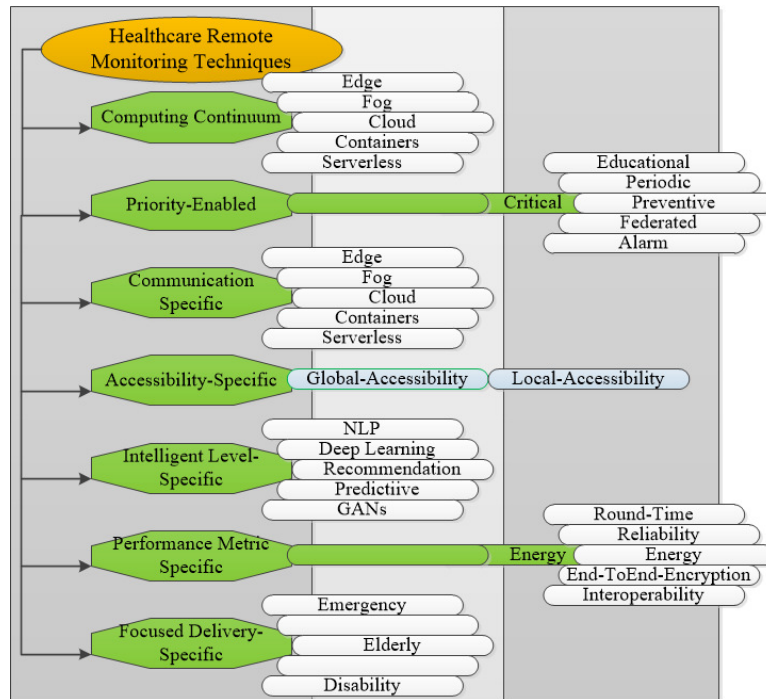 Healthcare Remote
Monitoring Techniques
Computing Continuum
Edge
Fog
Cloud
Containers
Serverless
Priority-Enabled
Critical
Educational
Periodic
Preventive
Federated
Alarm
Communication
Specific
Edge
Fog
Cloud
Containers
Serverless
Accessibility-Specific
Global-Accessibility
Local-Accessibility
Intelligent Level-
Specific
NLP
Deep Learning
Recommendation
Predictiive
GANs
Performance Metric
Specific
Energy
Round-Time
Reliability
Energy
End-ToEnd-Encryption
Interoperability
Focused Delivery-
Specific
Emergency
Elderly
Disability